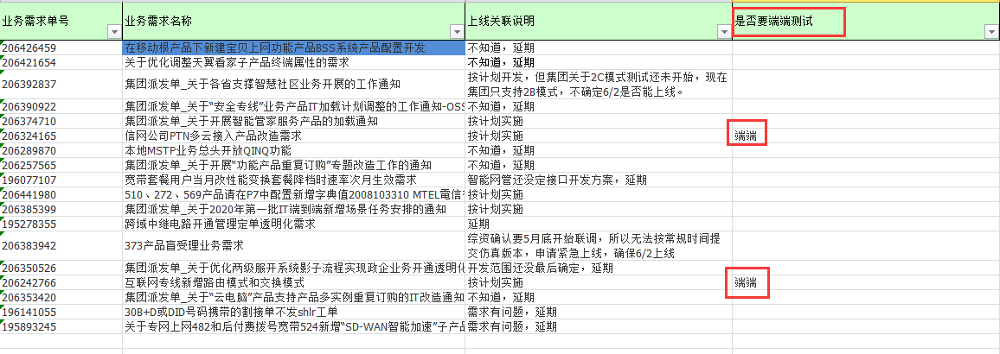 业务需求单号 业务需求名称 上线关联说明 是否要端端测试
206426459 在移动根产品下新建宝贝上网功能产品BSS系统产品配置开发 不知道，延期
206421654 关于优化调整天翼看家子产品终端属性的需求 不知道，延期
206392837 集团派发单_关于各省支撑智慧社区业务开展的工作通知 按计划开发，但集团关于2C模式测试还未开始，现在
集团只支持2B模式，不确定6/2是否能上线。
206390922 集团派发单_关于“安全专线”业务产品IT加载计划调整的工作通知-OSS 不知道，延期
206374710 集团派发单_关于开展智能管家服务产品的加载通知 按计划实施
206324165 信网公司PTN多云接入产品改造需求 按计划实施 端端
206289870 本地MSTP业务总头开放QINQ功能 不知道，延期
206257565 集团派发单_关于开展“功能产品重复订购”专题改造工作的通知 不知道，延期
196077107 宽带套餐用户当月改性能变换套餐降档时速率次月生效需求 智能网管还没定接口开发方案，延期
206441980 510、272、569产品请在P7中配置新增字典值2008103310 MTEL電信 按计划实施
206385399 集团派发单_关于2020年第一批IT端到端新增场景任务安排的通知 按计划实施
195278355 跨域中继电路开通管理定单透明化需求 延期
206383942 373产品盲受理业务需求 综资确认要5月底开始联调，所以无法按常规时间提
交仿真版本，申请紧急上线，确保6/2上线
206350526 集团派发单_关于优化两级服开系统影子流程实现政企业务开通透明化 开发范围还没最后确定，延期
206242766 互联网专线新增路由模式和交换模式 按计划实施 端端
206353420 集团派发单_关于“云电脑”产品支持产品多实例重复订购的IT改造通知 不知道，延期
196141055 30B+D或DID号码携带的割接单不发shlr工单 需求有问题，延期
195893245 关于专网上网482和后付费拨号宽带524新增“SD-WAN智能加速”子产品 需求有问题，延期